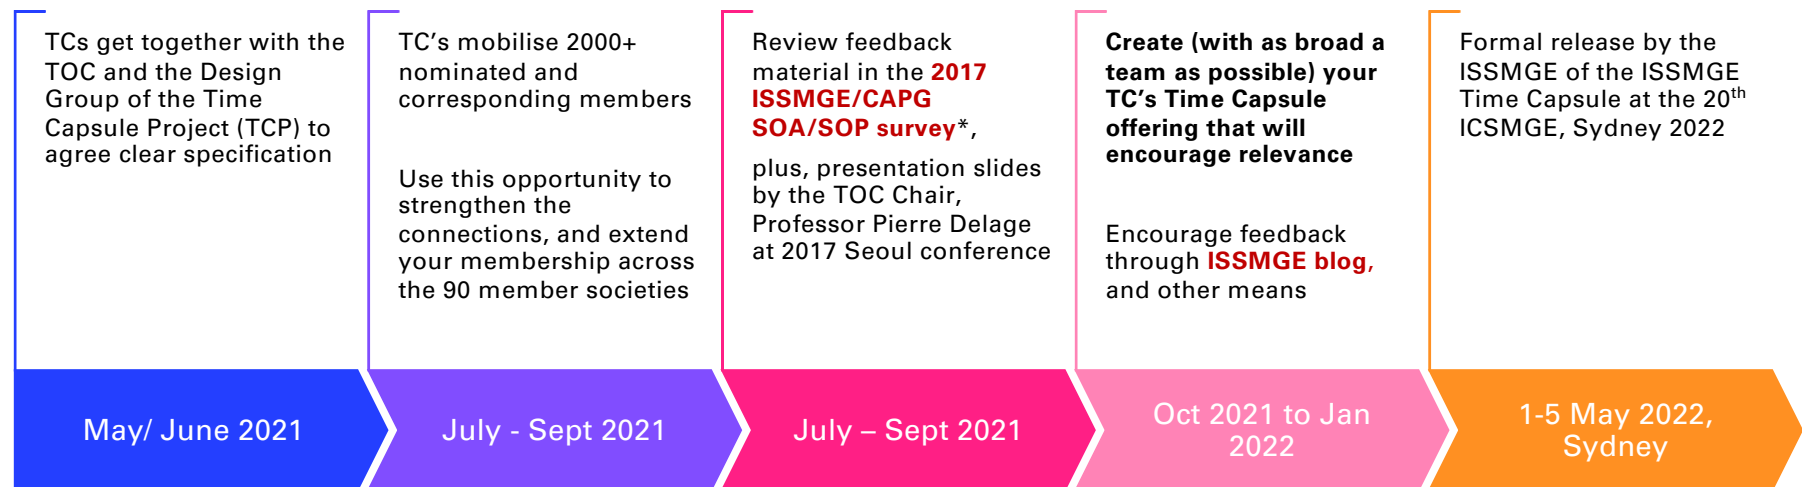 TCs get together with the
TOC and the Design
Group of the Time
Capsule Project (TCP) to
agree clear specification
May/ June 2021
TC’s mobilise 2000+
nominated and
corresponding members
Use this opportunity to
strengthen the
connections, and extend
your membership across
the 90 member societies
July - Sept 2021
Review feedback
material in the 2017
ISSMGE/CAPG
SOA/SOP survey*,
plus, presentation slides
by the TOC Chair,
Professor Pierre Delage
at 2017 Seoul conference
July – Sept 2021
Create (with as broad a
team as possible) your
TC’s Time Capsule
offering that will
encourage relevance
Encourage feedback
through ISSMGE blog,
and other means
Oct 2021 to Jan
2022
Formal release by the
ISSMGE of the ISSMGE
Time Capsule at the 20th
ICSMGE, Sydney 2022
1-5 May 2022,
Sydney